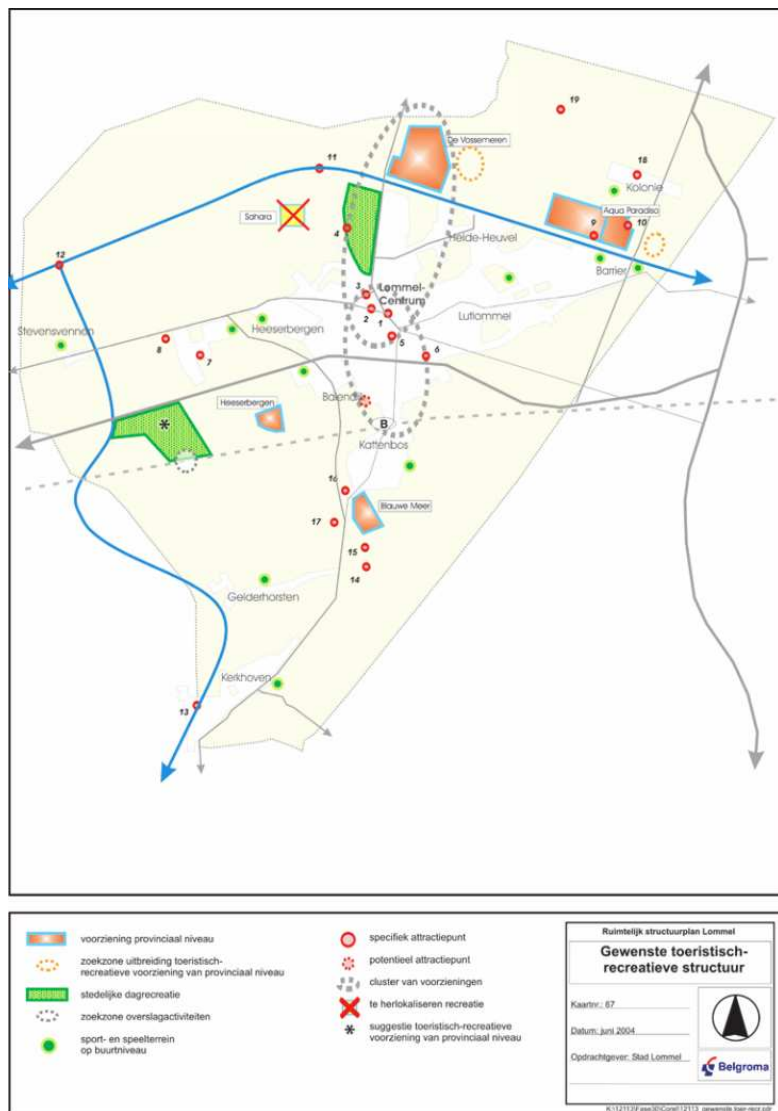 19
De Vossemeren
11
18
Kolonie
Sahara
Aqua Paradisa
4
9
10
Heide-Heuvel
12
Barrier
3
Lommel-
Centrum
2
1
Lutlommel
Stevensvennen
Heeserbergen
5
6
8
7
Heeserbergen
*
B
Kattenbos
16
Blauwe Meer
17
15
14
Gelderhorsten
Kerkhoven
13
voorziening provinciaal niveau
zoekzone uitbreiding toeristisch-
recreatieve voorziening van provinciaal niveau
stedelijke dagrecreatie
zoekzone overslagactiviteiten
sport- en speelterrein
op buurtniveau
specifiek attractiepunt
potentieel attractiepunt
cluster van voorzieningen
te herlokaliseren recreatie
* suggestie toeristisch-recreatieve
voorziening van provinciaal niveau
Ruimtelijk structuurplan Lommel
Gewenste toeristisch-
recreatieve structuur
Kaartnr.: 67
Datum: juni 2004
Opdrachtgever: Stad Lommel
Belgroma